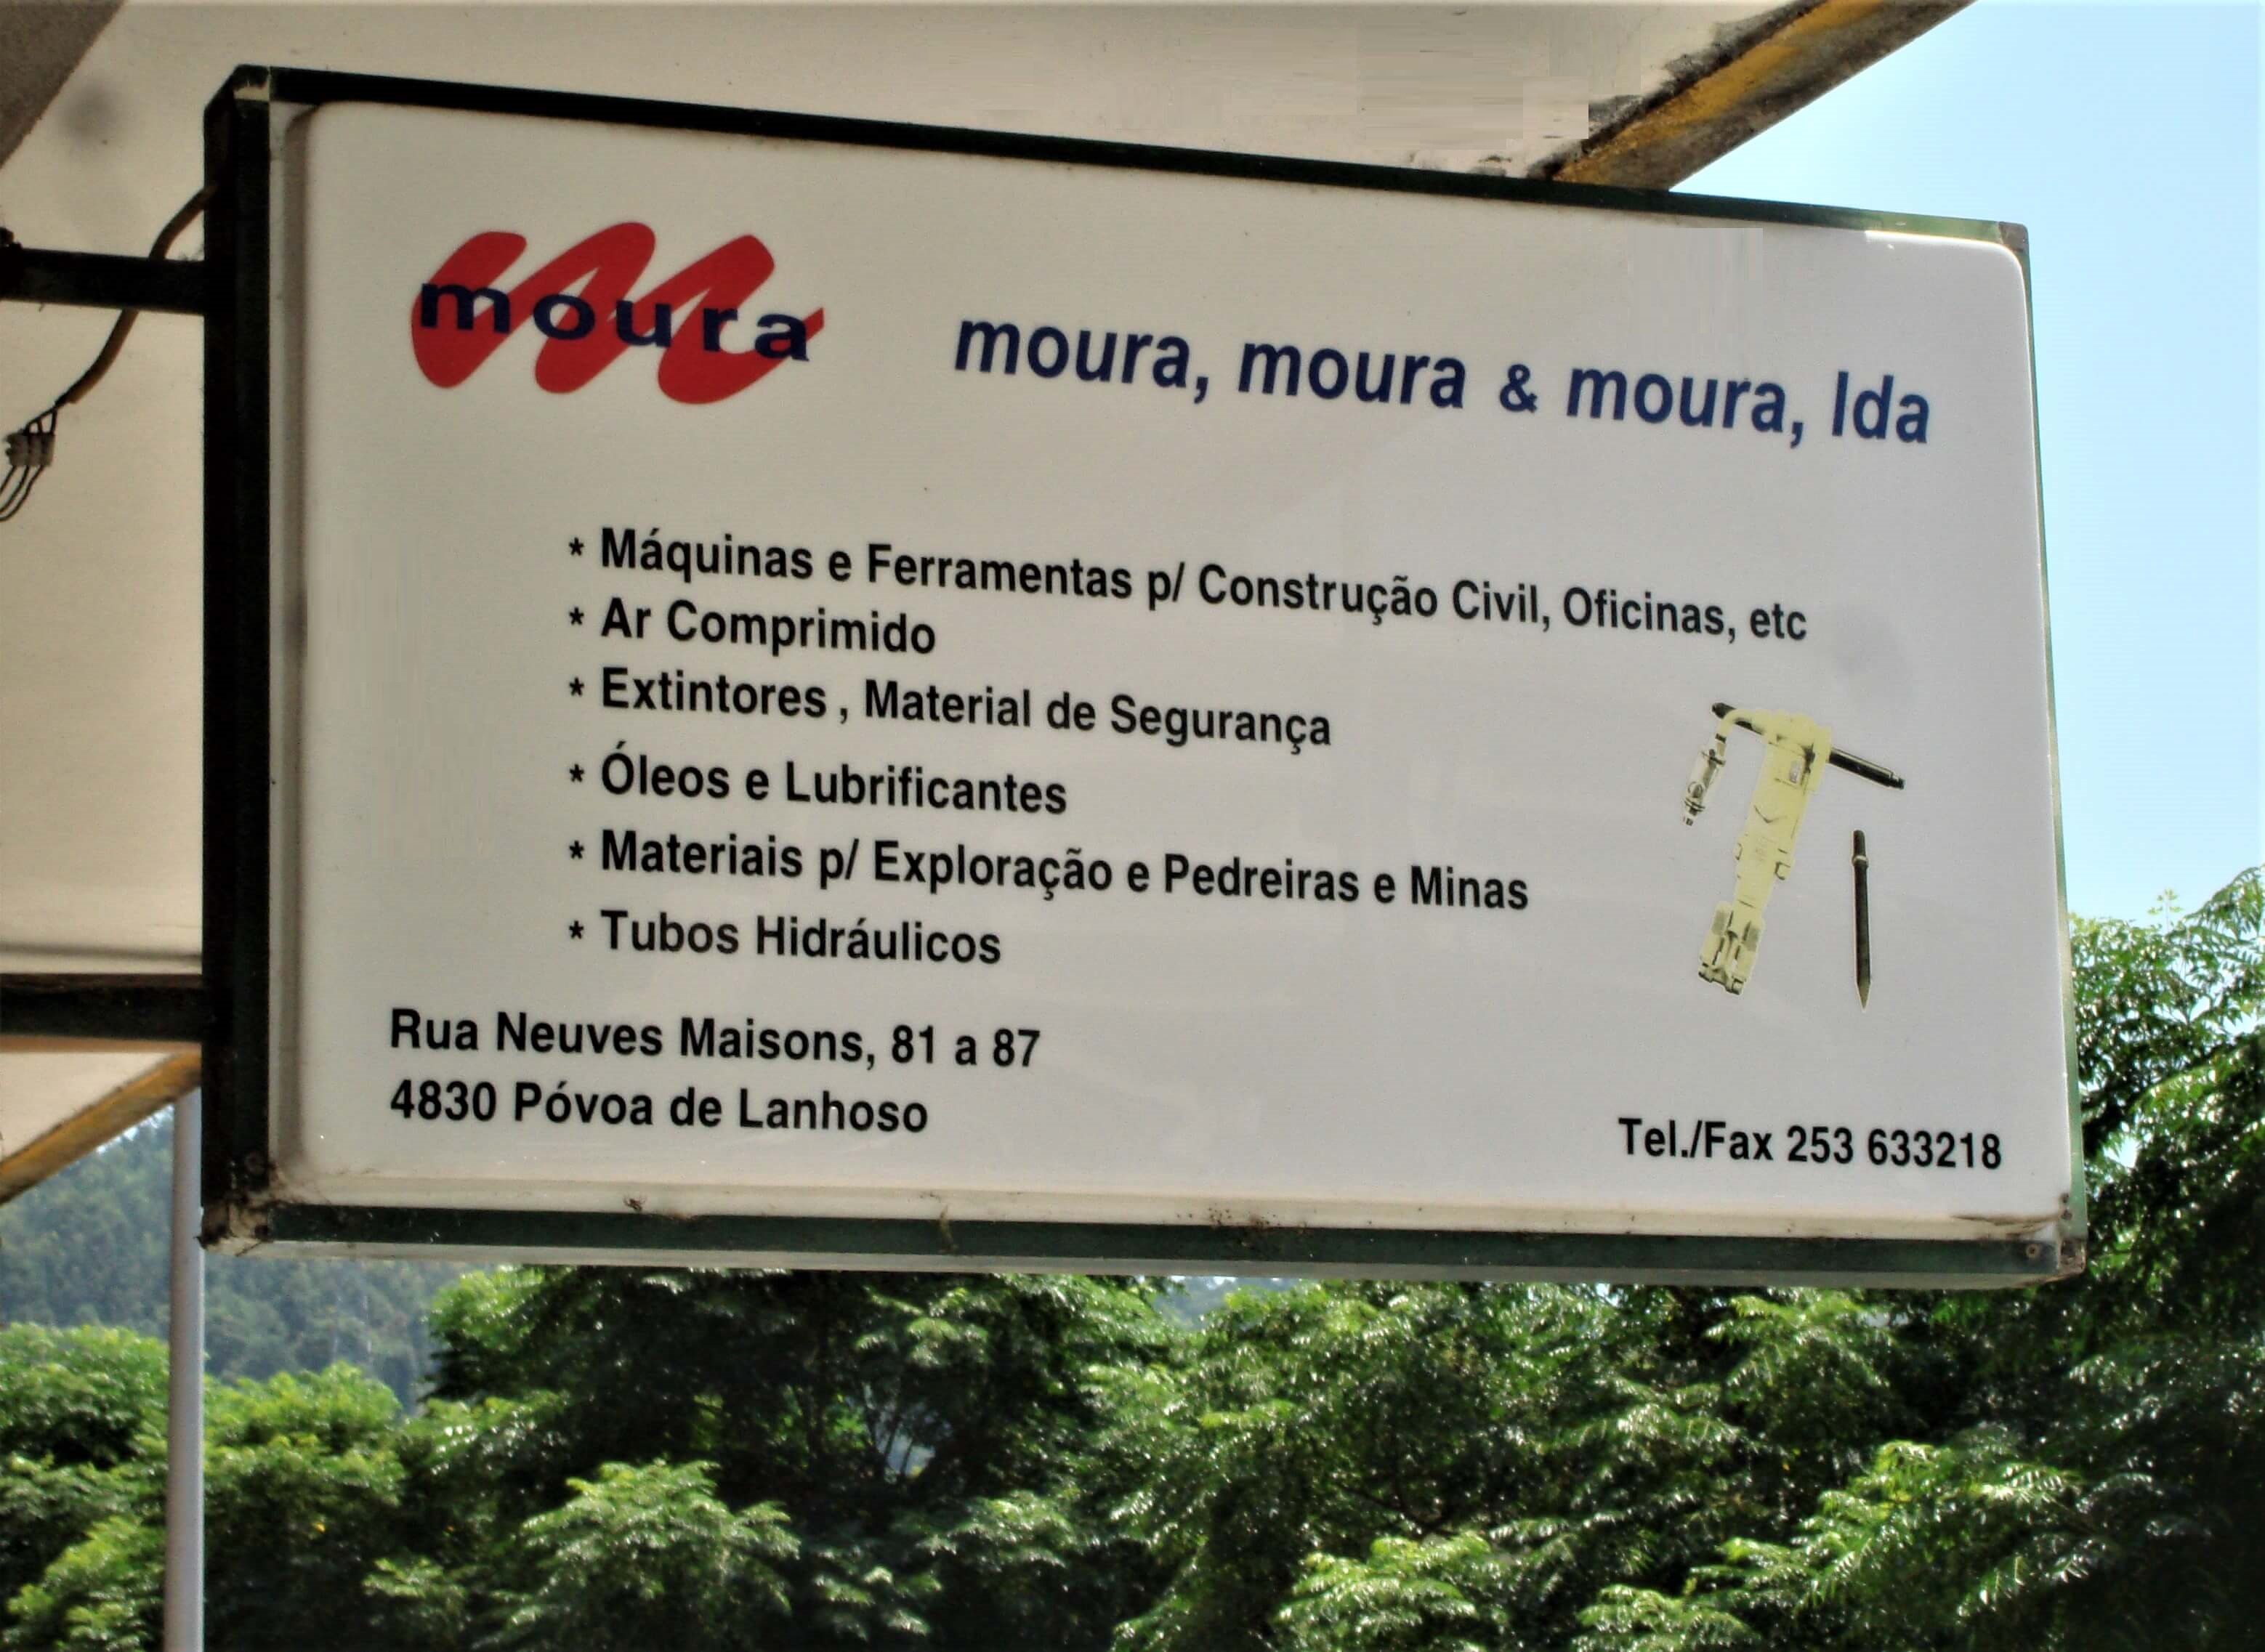 moura
moura, moura & moura, lda
* Máquinas e Ferramentas p/ Construção Civil, Oficinas, etc
* Ar Comprimido
* Extintores , Material de Segurança
* Óleos e Lubrificantes
* Materiais p/ Exploração e Pedreiras e Minas
* Tubos Hidráulicos
Rua Neuves Maisons, 81 a 87
4830 Póvoa de Lanhoso
Tel./Fax 253 633218